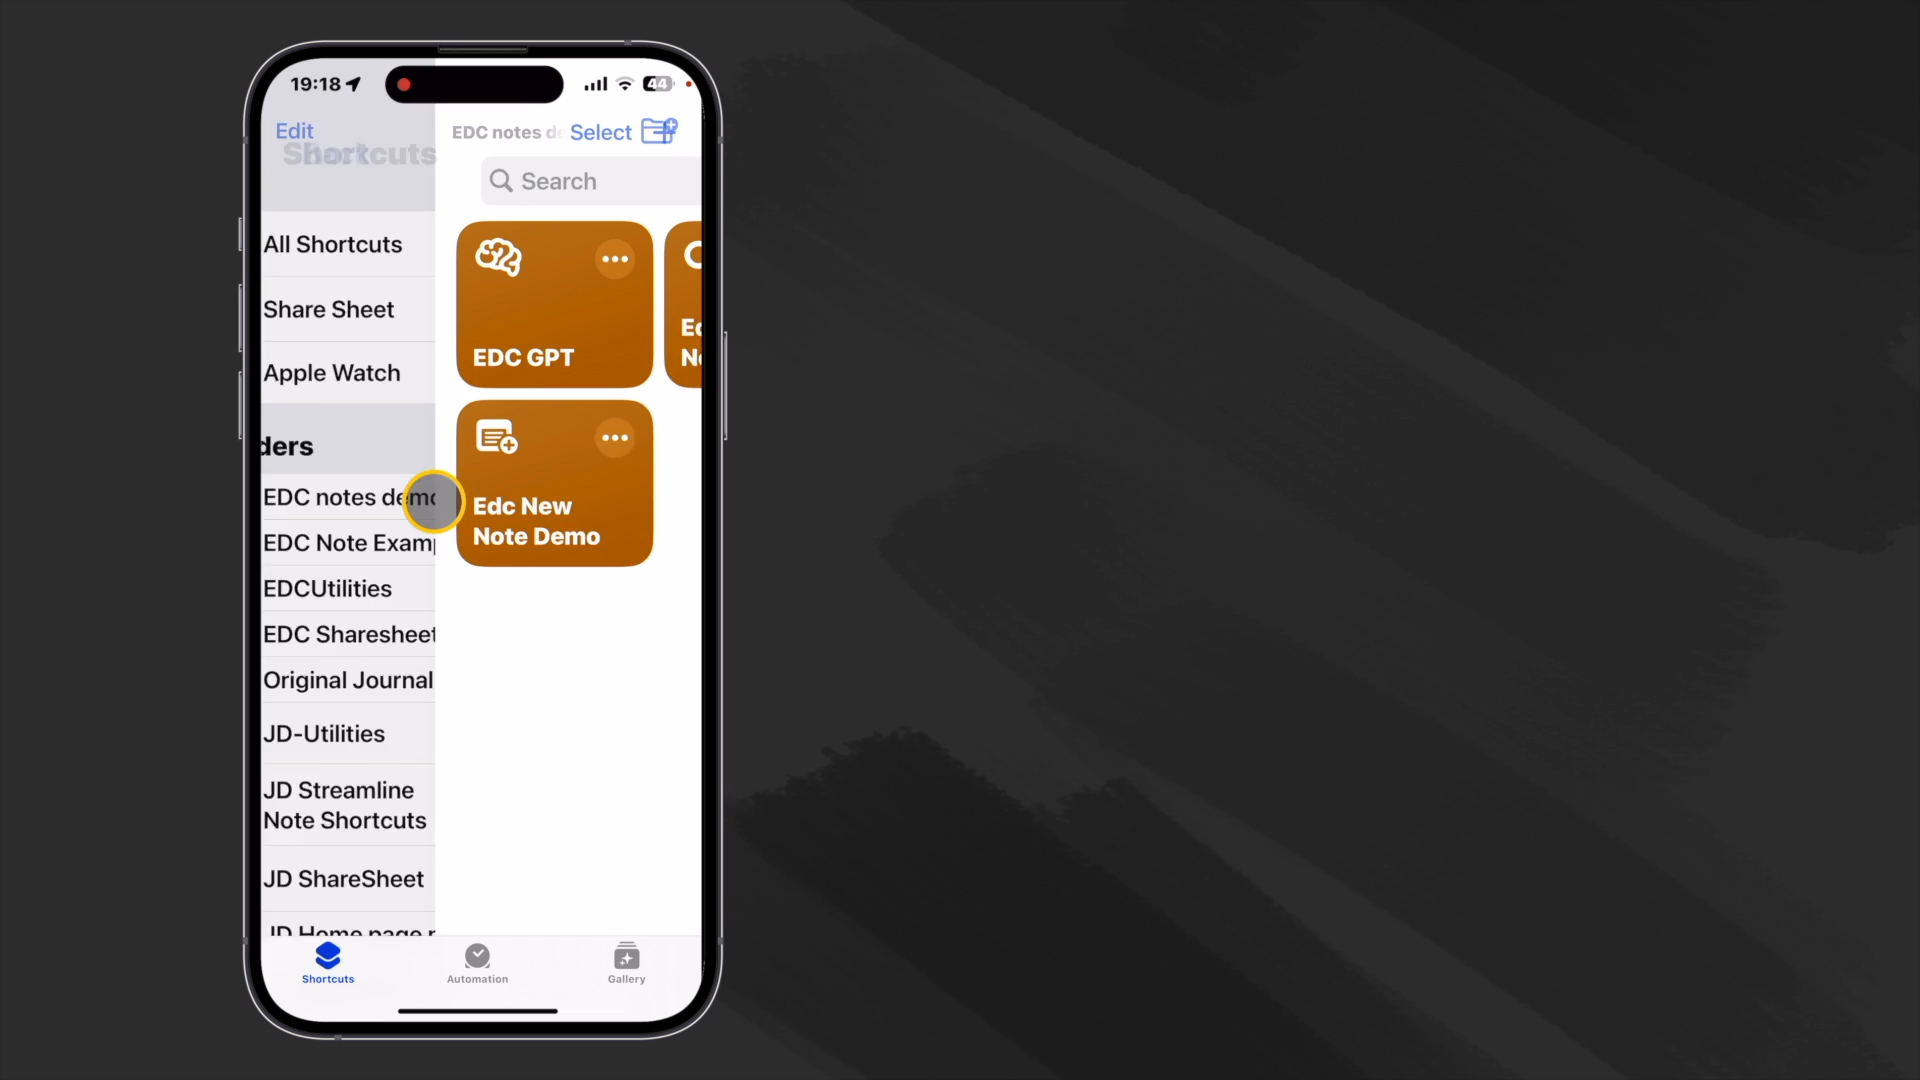 19:18
44
Edit
EDC notes de
Select
Shortcuts
Search
All Shortcuts
Share Sheet
Apple Watch
ders
EDC notes demo
EDC Note Exam
EDCUtilities
EDC Sharesheet
Original Journal
JD-Utilities
JD Streamline
Note Shortcuts
JD ShareSheet
JD Home page
EDC GPT
Ed
No
Edc New
Note Demo
Shortcuts
Automation
Gallery